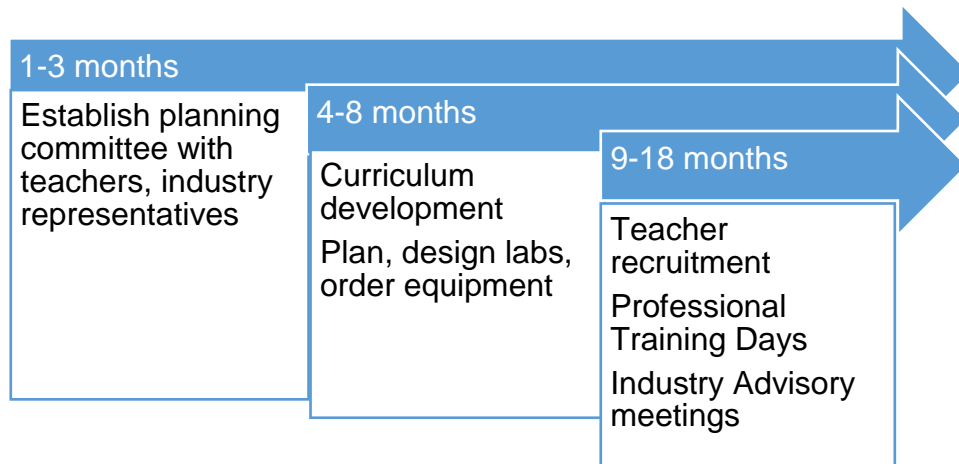 1-3 months
Establish planning
committee with
teachers, industry
representatives
4-8 months
Curriculum
development
Plan, design labs,
order equipment
9-18 months
Teacher
recruitment
Professional
Training Days
Industry Advisory
meetings